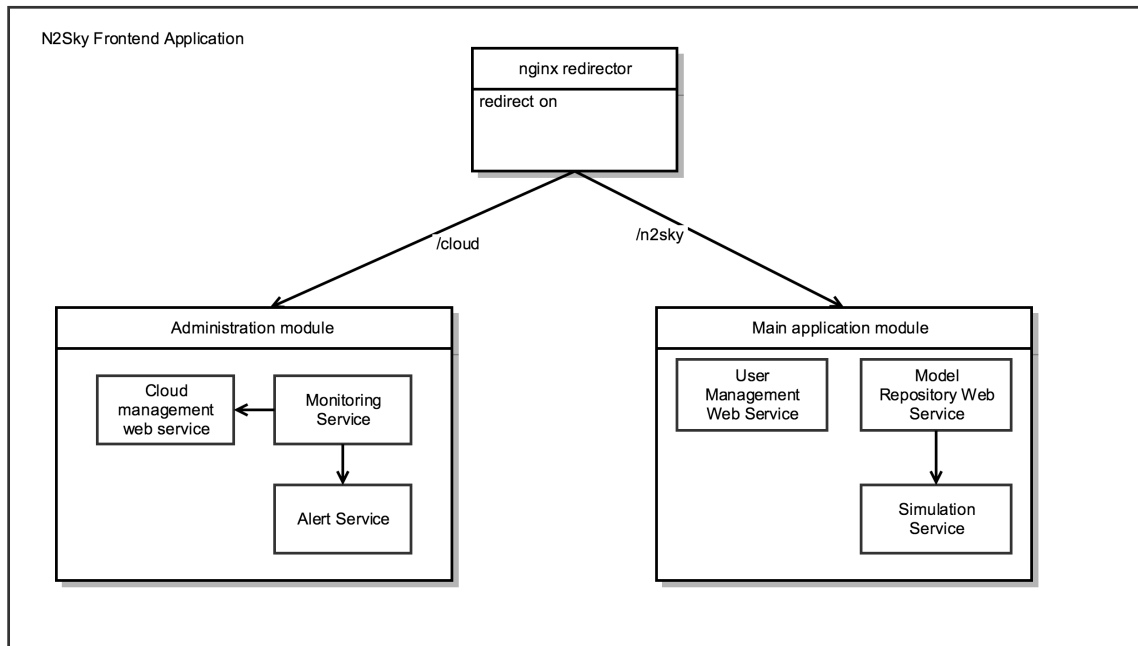 N2Sky Frontend Application
nginx redirector
redirect on
/cloud
/n2sky
Administration module
Cloud
management
web service
Monitoring
Service
Alert Service
Main application module
User
Management
Web Service
Model
Repository Web
Service
Simulation
Service